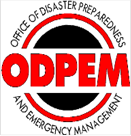 OFFICE OF DISASTER PREPAREDNESS
ODPEM
AND EMERGENCY MANAGEMENT